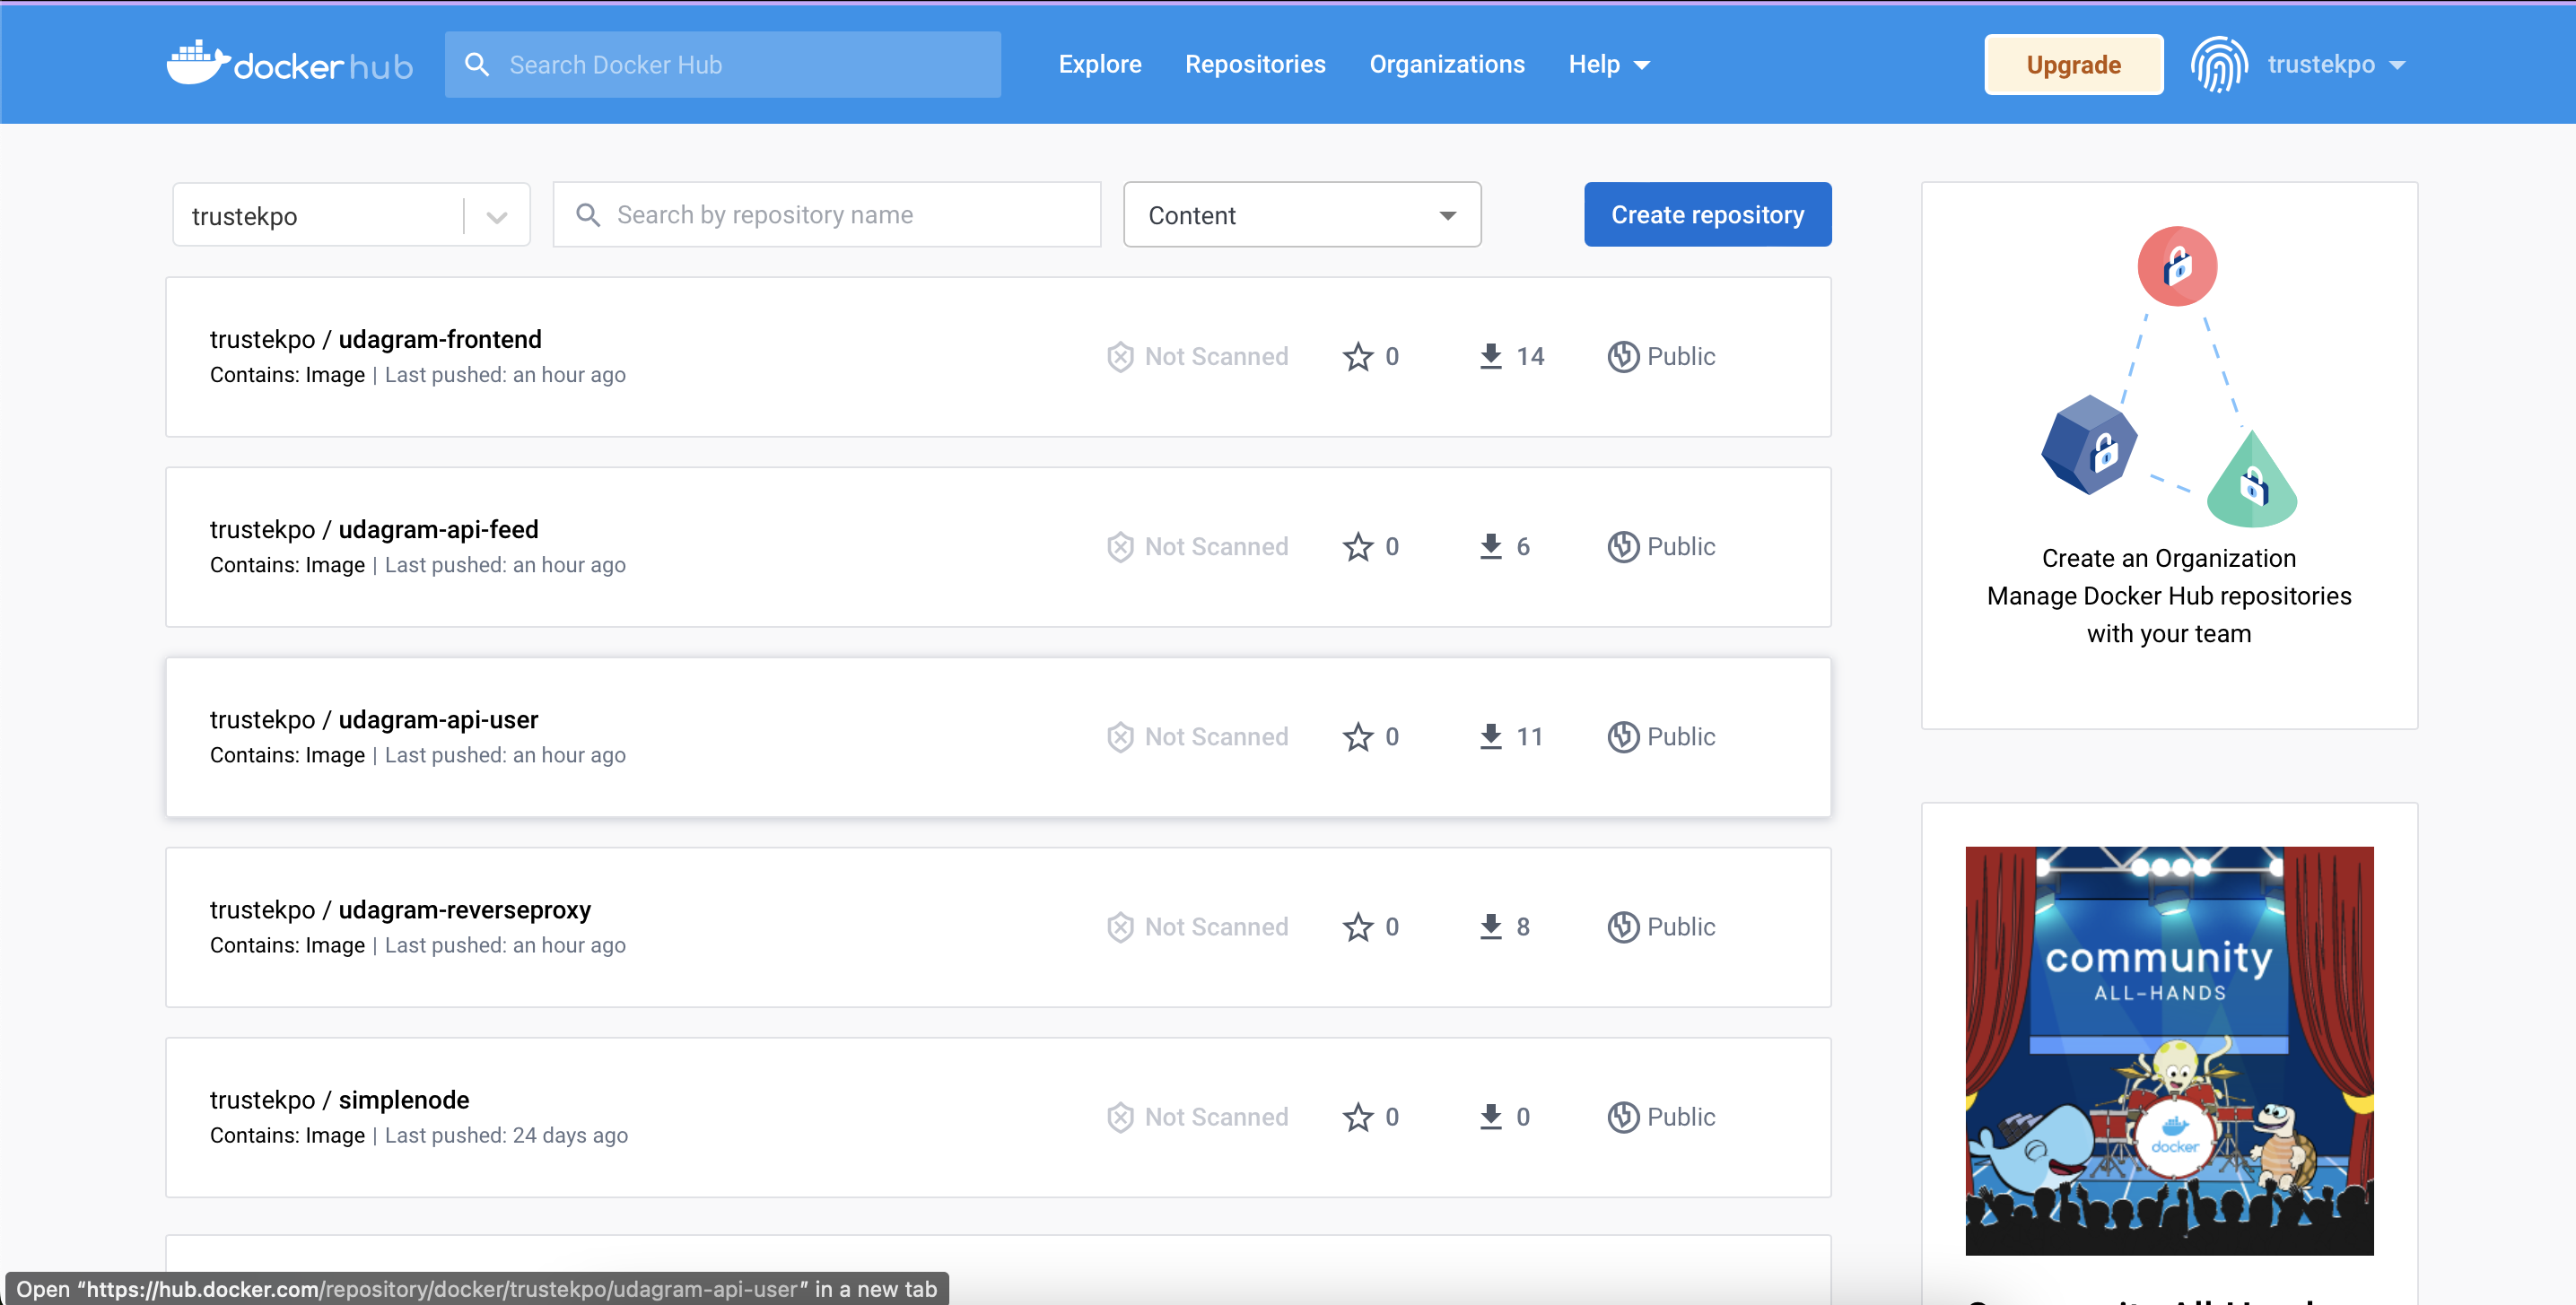 docker hub
Search Docker Hub
Explore
Repositories
Organizations
Help
Upgrade
trustekpo
trustekpo
Search by repository name
Content
Create repository
trustekpo / udagram-frontend
Contains: Image | Last pushed: an hour ago
Not Scanned
0
14
Public
trustekpo / udagram-api-feed
Contains: Image | Last pushed: an hour ago
Not Scanned
0
6
Public
trustekpo / udagram-api-user
Contains: Image | Last pushed: an hour ago
Not Scanned
0
11
Public
trustekpo / udagram-reverseproxy
Contains: Image | Last pushed: an hour ago
Not Scanned
0
8
Public
trustekpo / simplenode
Contains: Image | Last pushed: 24 days ago
Not Scanned
0
0
Public
Create an Organization
Manage Docker Hub repositories
with your team
community
ALL-HANDS
docker
Open “https://hub.docker.com/repository/docker/trustekpo/udagram-api-user” in a new tab